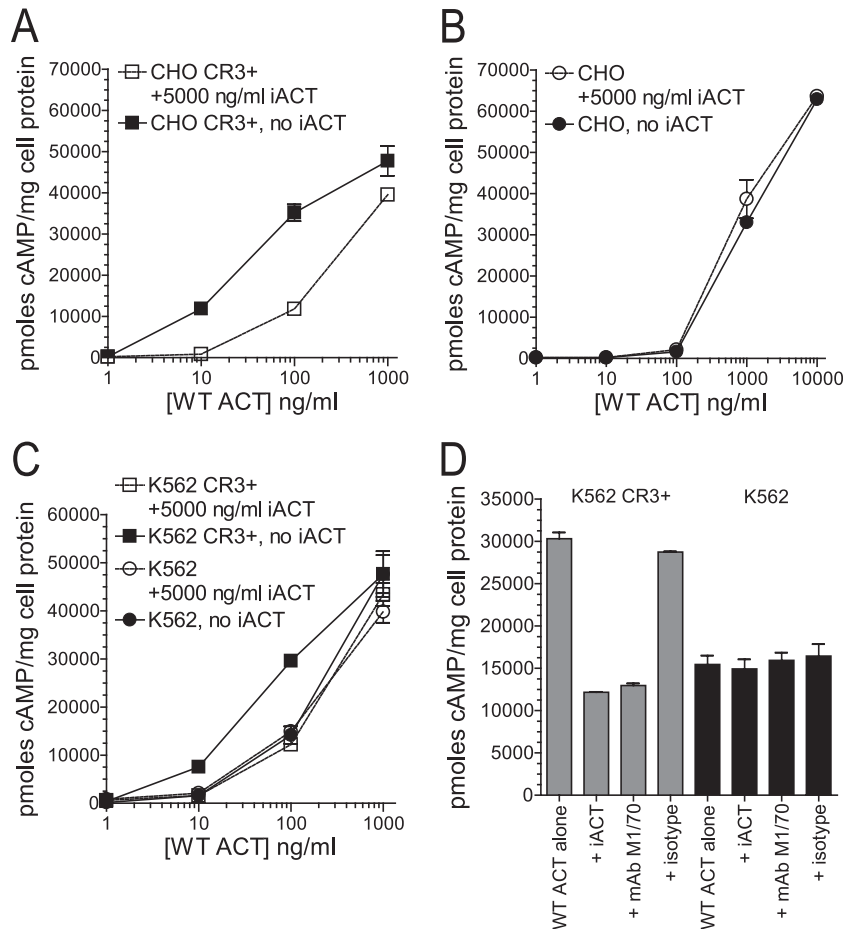 A
pmoles cAMP/mg cell protein
CHO CR3+
+5000 ng/ml iACT
CHO CR3+, no iACT
70000
60000
50000
40000
30000
20000
10000
0
1 10 100 1000
[WT ACT] ng/ml
B
pmoles cAMP/mg cell protein
CHO
+5000 ng/ml iACT
CHO, no iACT
70000
60000
50000
40000
30000
20000
10000
0
1 10 100 1000 10000
[WT ACT] ng/ml
C
pmoles cAMP/mg cell protein
K562 CR3+
+5000 ng/ml iACT
K562 CR3+, no iACT
K562
+5000 ng/ml iACT
K562, no iACT
60000
50000
40000
30000
20000
10000
0
1 10 100 1000
[WT ACT] ng/ml
D
pmoles cAMP/mg cell protein
K562 CR3+ K562
35000
30000
25000
20000
15000
10000
5000
0
WT ACT alone
+ iACT
+ mAb M1/70
+ isotype
WT ACT alone
+ iACT
+ mAb M1/70
+ isotype